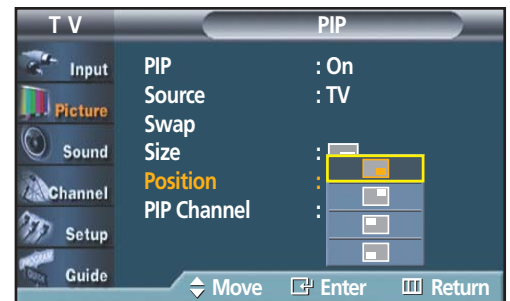 T V
PIP
Input
Picture
Sound
Channel
Setup
Guide
PIP : On
Source : TV
Swap
Size :
Position :
PIP Channel :
Move Enter Return